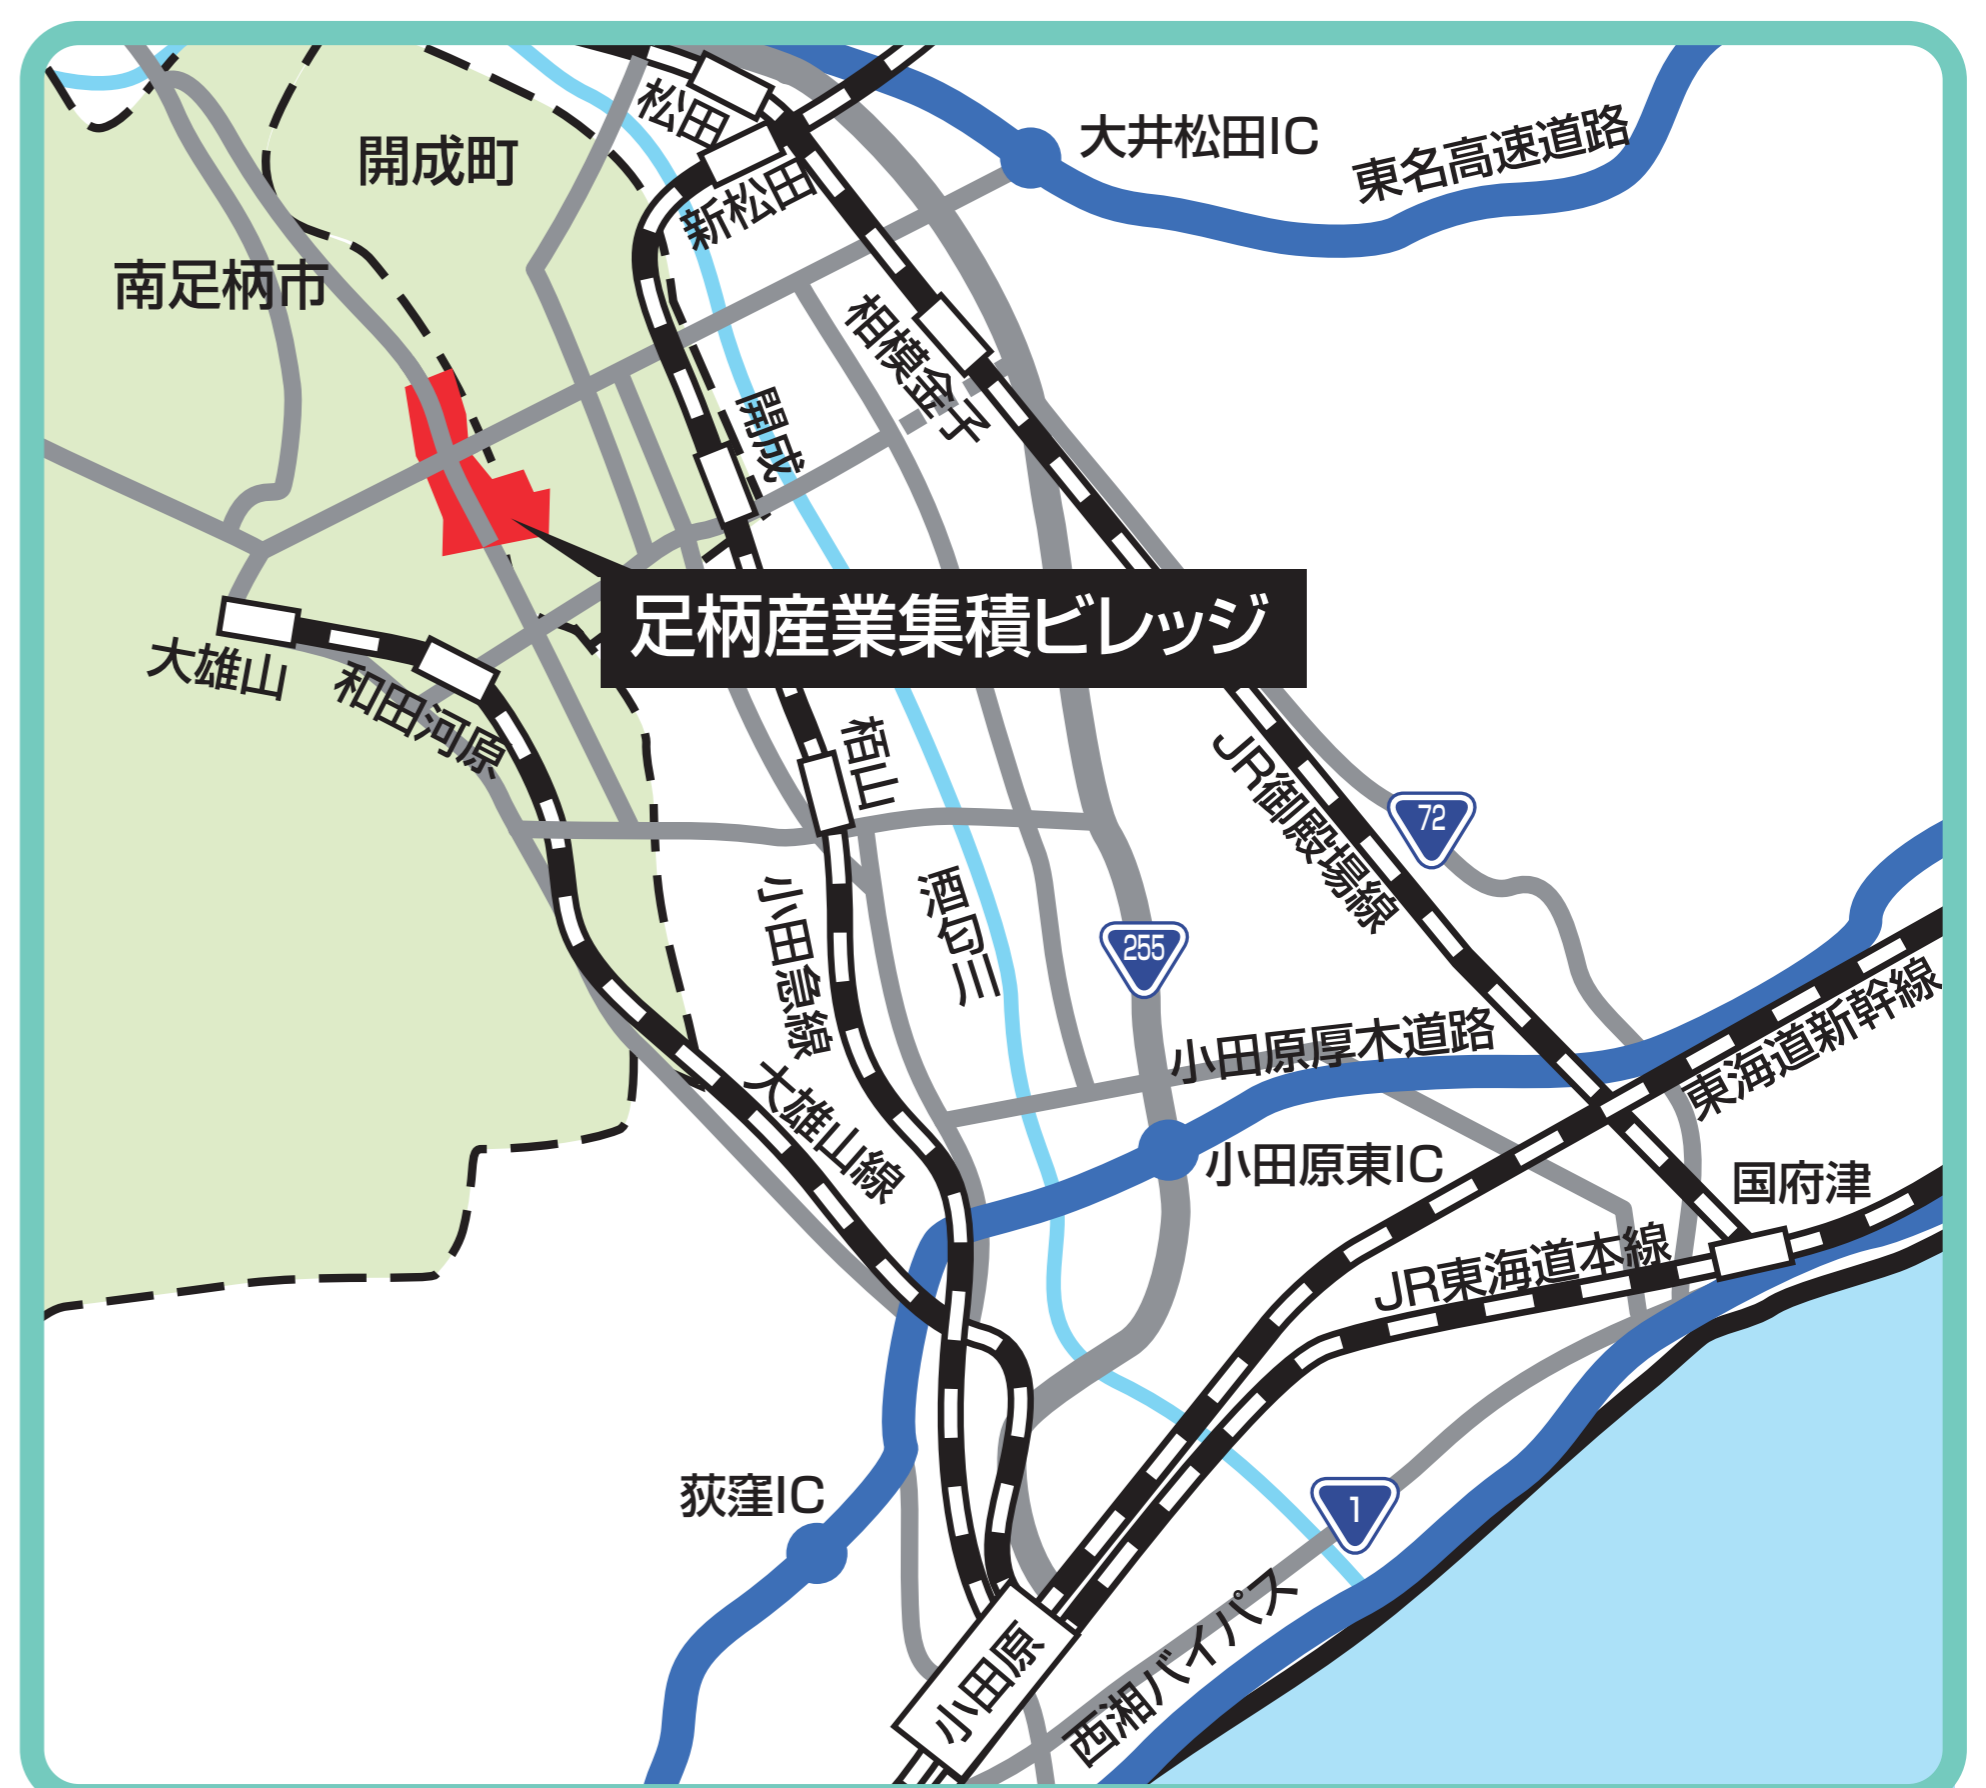 松田
大井松田IC
東名高速道路
開成町
新松田
南足柄市
相模金子
開成
足柄産業集積ビレッジ
大雄山
和田河原
栢山
JR御殿場線
72
小田急線
酒匂川
255
小田原厚木道路
東海道新幹線
大雄山線
小田原東IC
国府津
JR東海道本線
荻窪IC
1
西湘バイパス
小田原